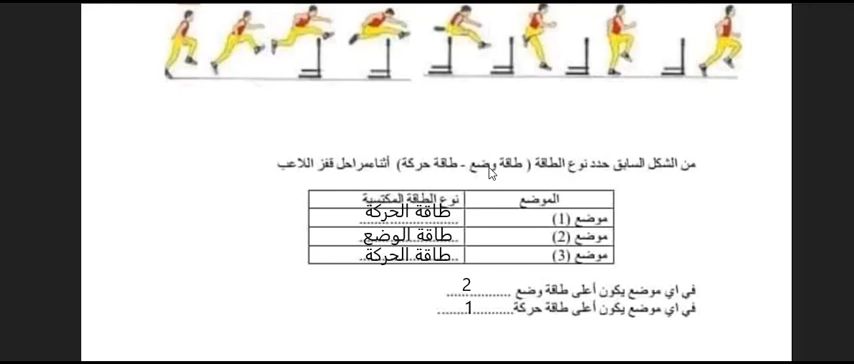 من الشكل السابق حدد نوع الطاقة ( طاقة وضع - طاقة حركة) أثناءمراحل قفز اللاعب
الموضع نوع الطاقة المكتسبة
موضع (1) طاقة الحركة
موضع (2) طاقة الوضع
موضع (3) طاقة الحركة
في اي موضع يكون أعلى طاقة وضع ......2......
في اي موضع يكون أعلى طاقة حركة......1......